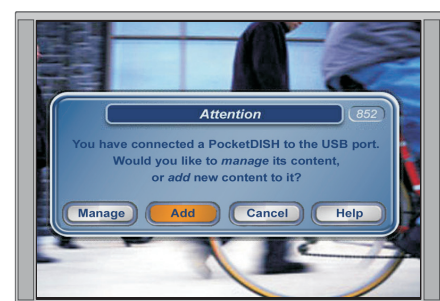 Attention
852
You have connected a PocketDISH to the USB port.
Would you like to manage its content,
or add new content to it?
Manage Add Cancel Help